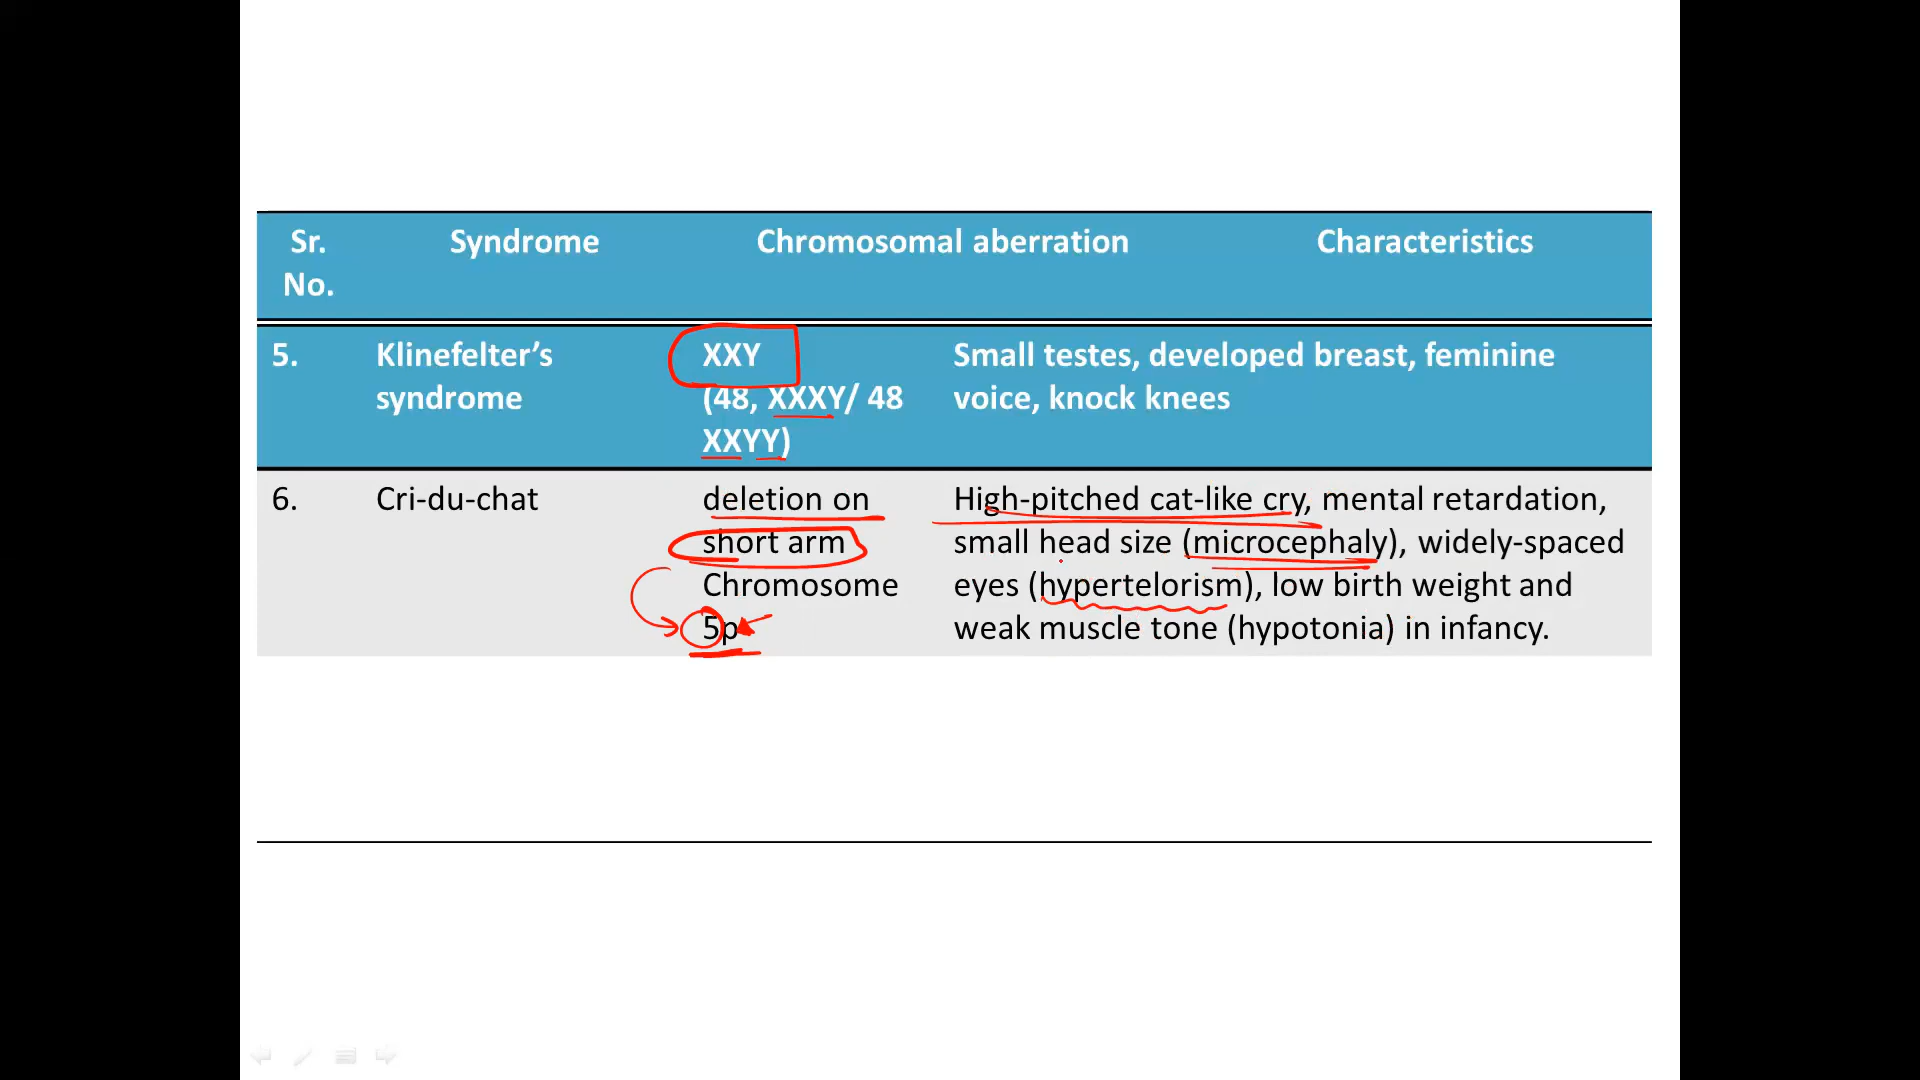 Sr. No. Syndrome Chromosomal aberration Characteristics
5. Klinefelter’s syndrome
XXY
(48, XXXY/ 48
XXYY)
Small testes, developed breast, feminine
voice, knock knees
6. Cri-du-chat
deletion on
short arm
Chromosome
5p
High-pitched cat-like cry, mental retardation,
small head size (microcephaly), widely-spaced
eyes (hypertelorism), low birth weight and
weak muscle tone (hypotonia) in infancy.